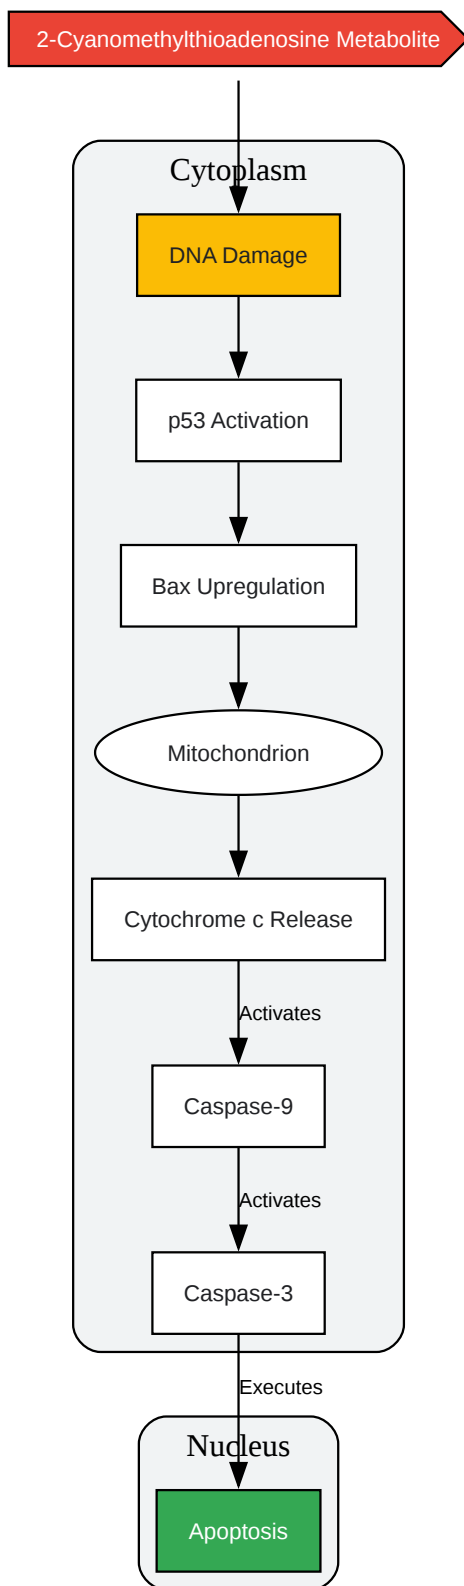 2-Cyanomethylthioadenosine Metabolite
Cytoplasm
DNA Damage
p53 Activation
Bax Upregulation
Mitochondrion
Cytochrome c Release
Activates
Caspase-9
Activates
Caspase-3
Executes
Nucleus
Apoptosis